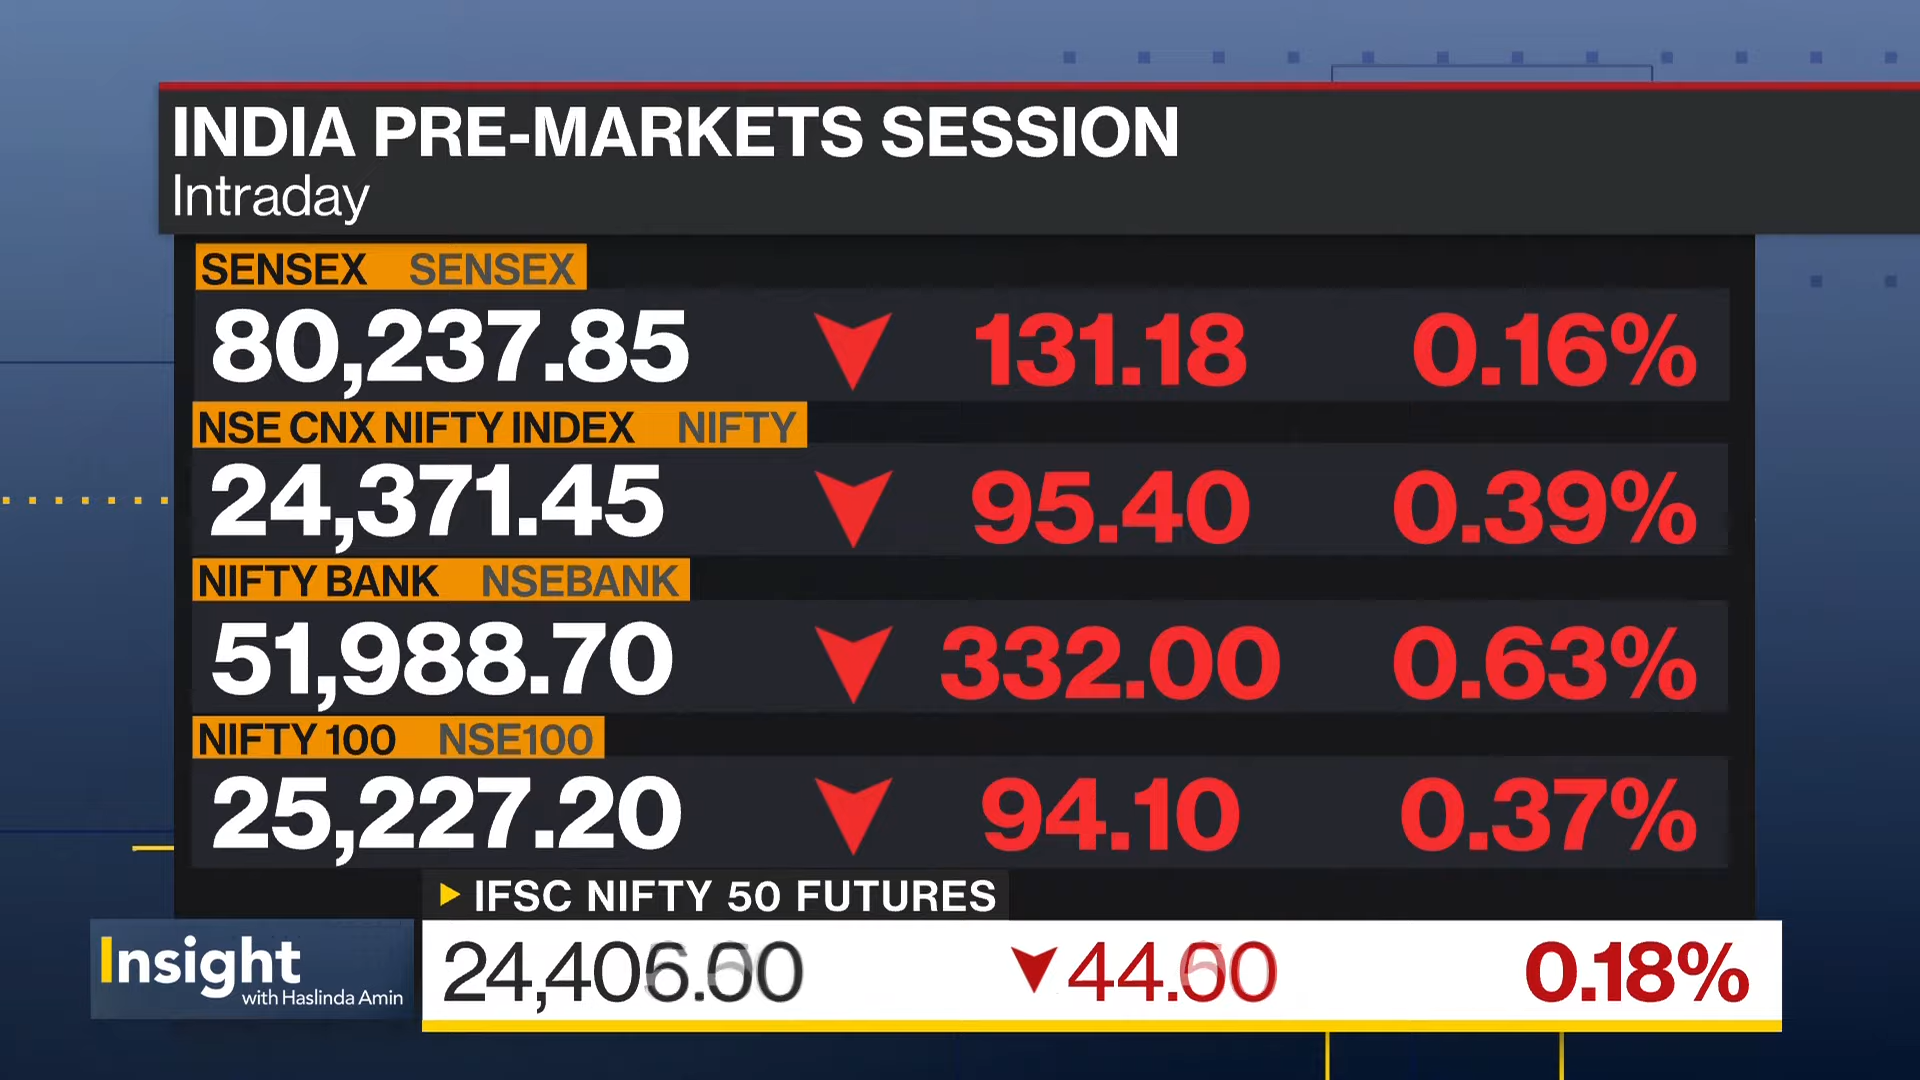 INDIA PRE-MARKETS SESSION
Intraday
SENSEX SENSEX
80,237.85 131.18 0.16%
NSE CNX NIFTY INDEX NIFTY
24,371.45 95.40 0.39%
NIFTY BANK NSEBANK
51,988.70 332.00 0.63%
NIFTY 100 NSE100
25,227.20 94.10 0.37%
IFSC NIFTY 50 FUTURES
0.18%
Insight
with Haslinda Amin